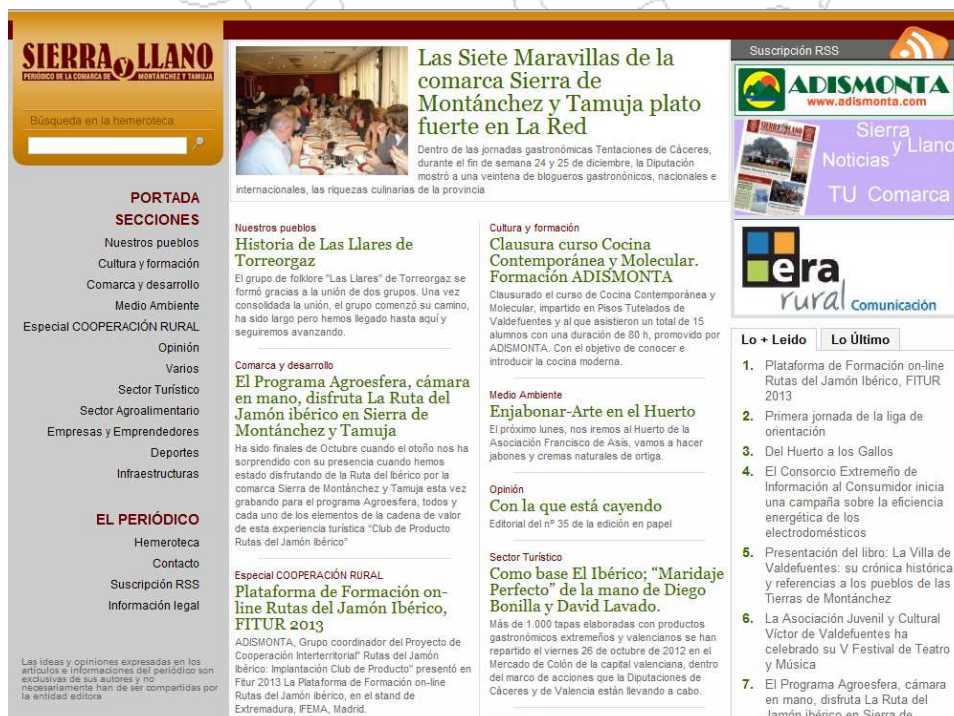 SIERRA y LLANO
PERIÓDICO DE LA COMARCA DE MONTÁNCHEZ Y TAMUJA
Búsqueda en la hemeroteca
PORTADA
SECCIONES
Nuestros pueblos
Cultura y formación
Comarca y desarrollo
Medio Ambiente
Especial COOPERACIÓN RURAL
Opinión
Varios
Sector Turístico
Sector Agroalimentario
Empresas y Emprendedores
Deportes
Infraestructuras
EL PERIÓDICO
Hemeroteca
Contacto
Suscripción RSS
Información legal
Las ideas y opiniones expresadas en los
artículos e informaciones del periódico son
exclusivas de sus autores y no
necesariamente han de ser compartidas por
la entidad editora
Las Siete Maravillas de la
comarca Sierra de
Montánchez y Tamuja plato
fuerte en La Red
Dentro de las jornadas gastronómicas Tentaciones de Cáceres,
durante el fin de semana 24 y 25 de diciembre, la Diputación
mostró a una veintena de blogueros gastronómicos, nacionales e
internacionales, las riquezas culinarias de la provincia
Nuestros pueblos
Historia de Las Llares de
Torreorgaz
El grupo de folklore "Las Llares" de Torreorgaz se
formó gracias a la unión de dos grupos. Una vez
consolidada la unión, el grupo comenzó su camino,
ha sido largo pero hemos llegado hasta aquí y
seguiremos avanzando.
Comarca y desarrollo
El Programa Agroesfera, cámara
en mano, disfruta La Ruta del
Jamón ibérico en Sierra de
Montánchez y Tamuja
Ha sido finales de Octubre cuando el otoño nos ha
sorprendido con su presencia cuando hemos
estado disfrutando de la Ruta del Ibérico por la
comarca Sierra de Montánchez y Tamuja esta vez
grabando para el programa Agroesfera, todos y
cada uno de los elementos de la cadena de valor
de esta experiencia turística "Club de Producto
Rutas del Jamón Ibérico"
Especial COOPERACIÓN RURAL
Plataforma de Formación on-
line Rutas del Jamón Ibérico,
FITUR 2013
ADISMONTA, Grupo coordinador del Proyecto de
Cooperación Interterritorial" Rutas del Jamón
Ibérico: Implantación Club de Producto" presentó en
Fitur 2013 La Plataforma de Formación on-line
Rutas del Jamón ibérico, en el stand de
Extremadura, IFEMA, Madrid.
Cultura y formación
Clausura curso Cocina
Contemporánea y Molecular.
Formación ADISMONTA
Clausurado el curso de Cocina Contemporánea y
Molecular, impartido en Pisos Tutelados de
Valdefuentes y al que asistieron un total de 15
alumnos con una duración de 80 h, promovido por
ADISMONTA. Con el objetivo de conocer e
introducir la cocina moderna.
Medio Ambiente
Enjabonar-Arte en el Huerto
El próximo lunes, nos iremos al Huerto de la
Asociación Francisco de Asís, vamos a hacer
jabones y cremas naturales de ortiga.
Opinión
Con la que está cayendo
Editorial del nº 35 de la edición en papel
Sector Turístico
Como base El Ibérico; “Maridaje
Perfecto” de la mano de Diego
Bonilla y David Lavado.
Más de 1.000 tapas elaboradas con productos
gastronómicos extremeños y valencianos se han
repartido el viernes 26 de octubre de 2012 en el
Mercado de Colón de la capital valenciana, dentro
del marco de acciones que la Diputaciones de
Cáceres y de Valencia están llevando a cabo.
Suscripción RSS
ADISMONTA
www.adismonta.com
Sierra
y Llano
Noticias
TU Comarca
era
rural Comunicación
Lo + Leido Lo Último
1. Plataforma de Formación on-line
Rutas del Jamón Ibérico, FITUR
2013
2. Primera jornada de la liga de
orientación
3. Del Huerto a los Gallos
4. El Consorcio Extremeño de
Información al Consumidor inicia
una campaña sobre la eficiencia
energética de los
electrodomésticos
5. Presentación del libro: La Villa de
Valdefuentes: su crónica histórica
y referencias a los pueblos de las
Tierras de Montánchez
6. La Asociación Juvenil y Cultural
Víctor de Valdefuentes ha
celebrado su V Festival de Teatro
y Música
7. El Programa Agroesfera, cámara
en mano, disfruta La Ruta del
Jamón ibérico en Sierra de